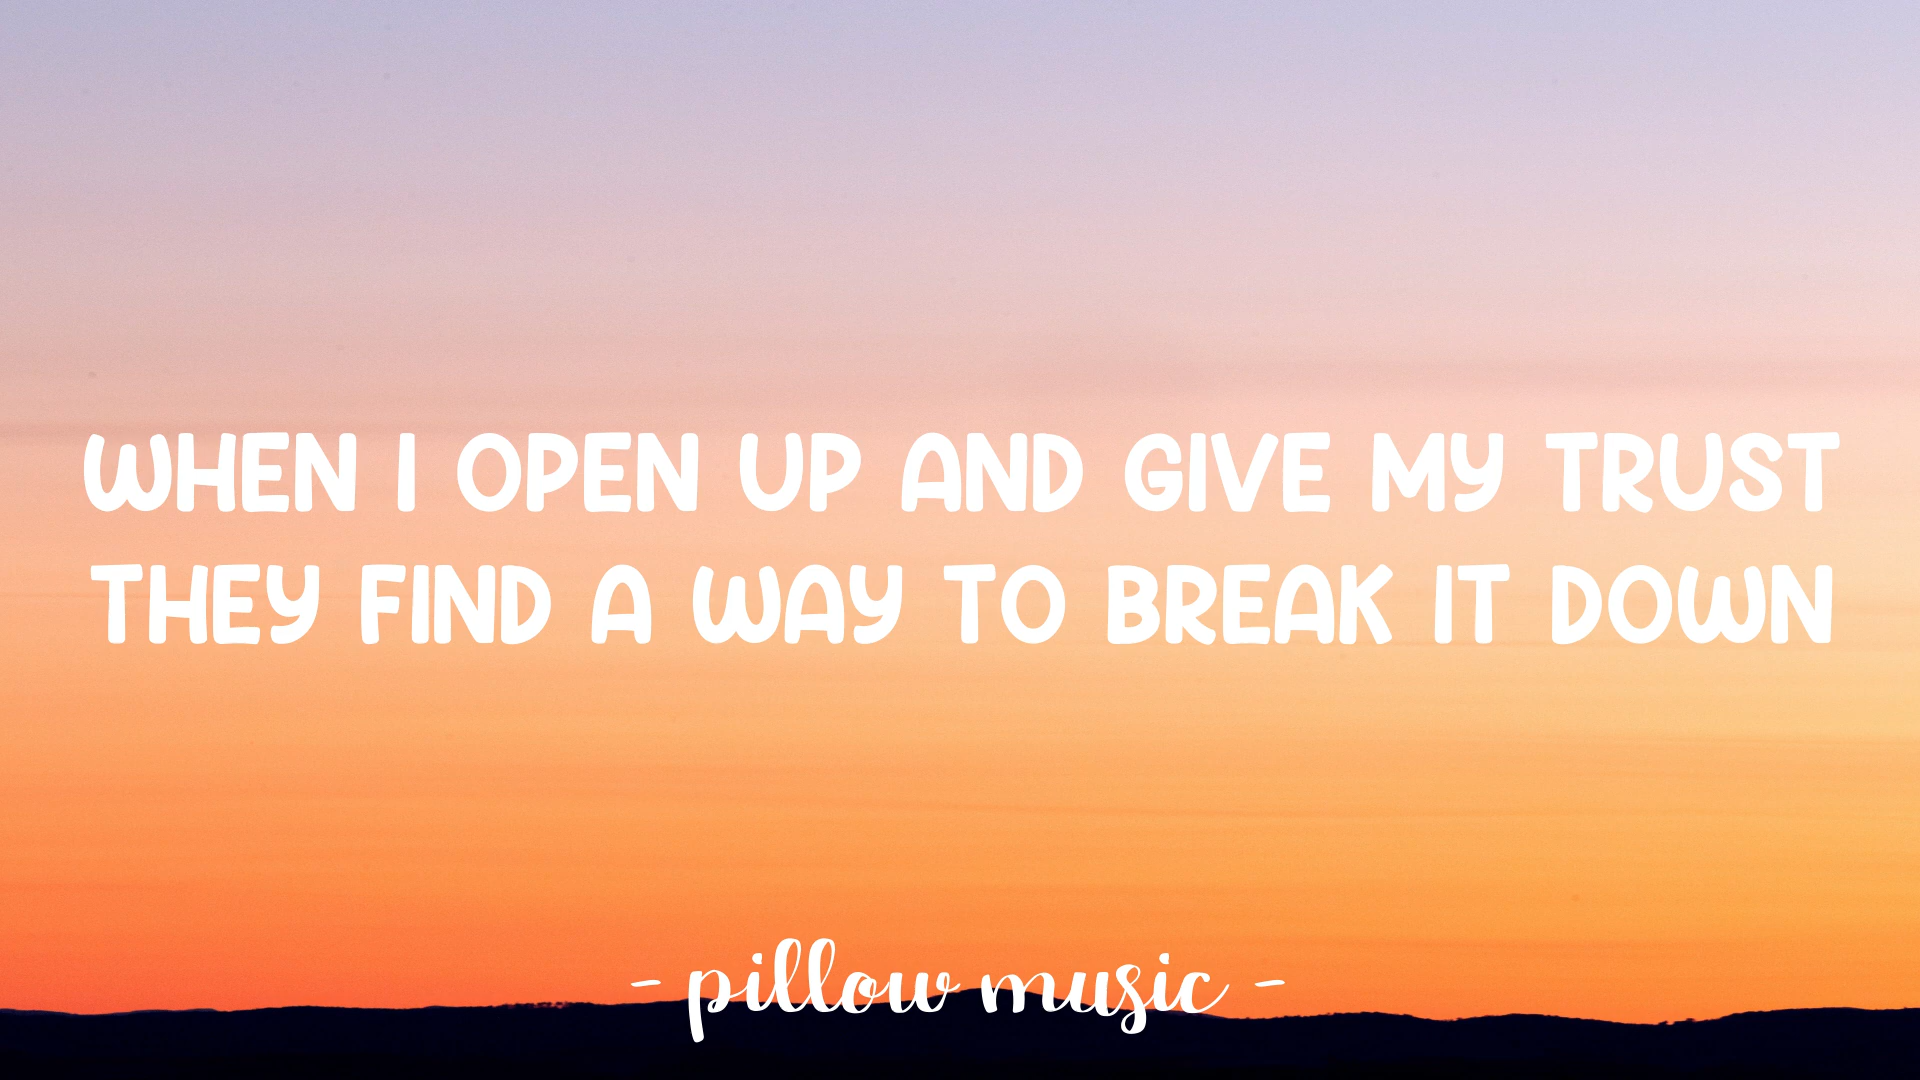 WHEN I OPEN UP AND GIVE MY TRUST
THEY FIND A WAY TO BREAK IT DOWN
- pillow music -